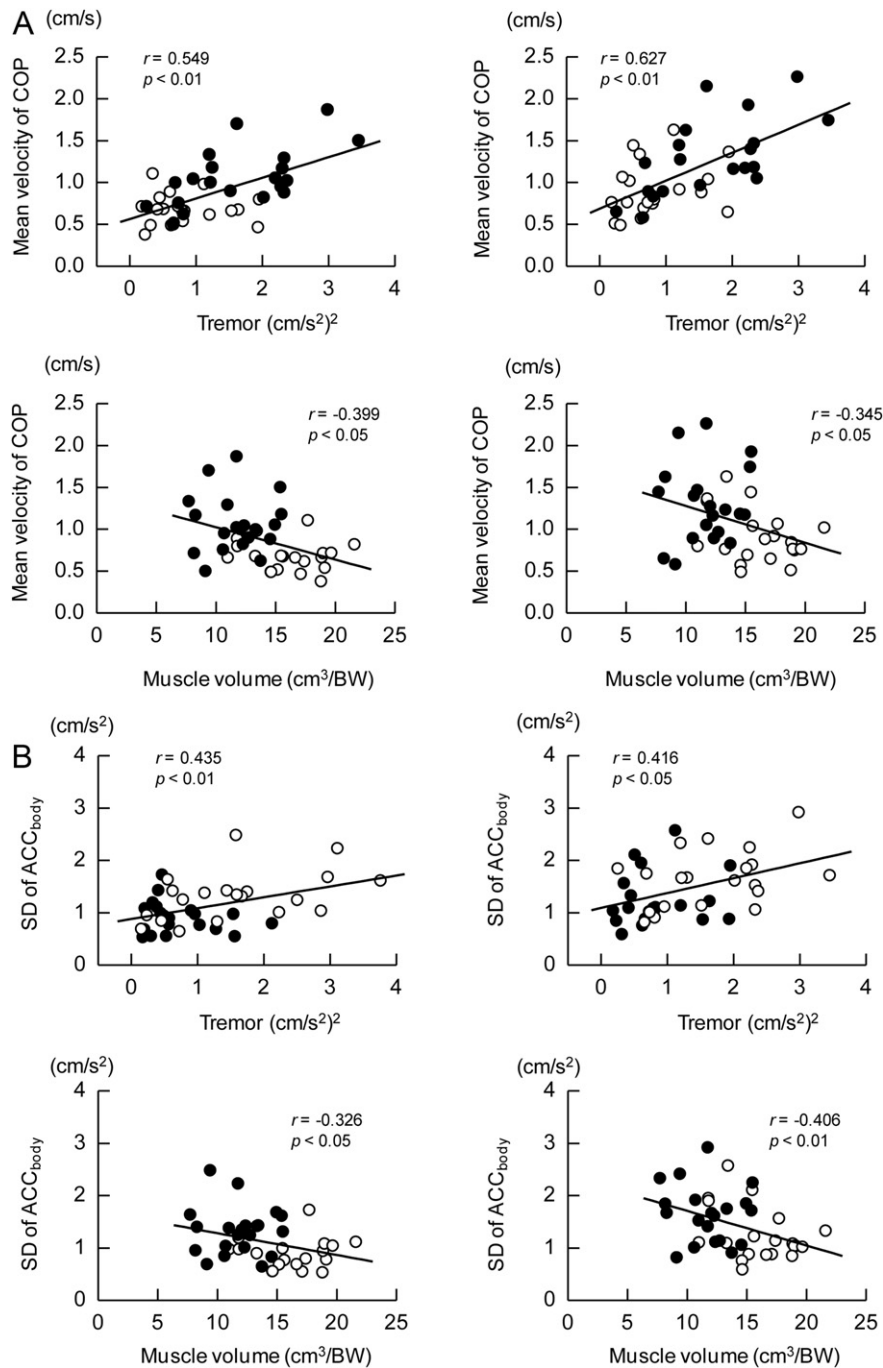 A
(cm/s)
r = 0.549
p < 0.01
Mean velocity of COP
2.5
2.0
1.5
1.0
0.5
0.0
0 1 2 3 4
Tremor (cm/s²)²
r = 0.627
p < 0.01
Mean velocity of COP
2.5
2.0
1.5
1.0
0.5
0.0
0 1 2 3 4
Tremor (cm/s²)²
(cm/s)
r = -0.399
p < 0.05
Mean velocity of COP
2.5
2.0
1.5
1.0
0.5
0.0
0 5 10 15 20 25
Muscle volume (cm³/BW)
(cm/s)
r = -0.345
p < 0.05
Mean velocity of COP
2.5
2.0
1.5
1.0
0.5
0.0
0 5 10 15 20 25
Muscle volume (cm³/BW)
B
(cm/s²)
r = 0.435
p < 0.01
SD of ACCbody
4
3
2
1
0
0 1 2 3 4
Tremor (cm/s²)²
(cm/s²)
r = 0.416
p < 0.05
SD of ACCbody
4
3
2
1
0
0 1 2 3 4
Tremor (cm/s²)²
(cm/s²)
r = -0.326
p < 0.05
SD of ACCbody
4
3
2
1
0
0 5 10 15 20 25
Muscle volume (cm³/BW)
(cm/s²)
r = -0.406
p < 0.01
SD of ACCbody
4
3
2
1
0
0 5 10 15 20 25
Muscle volume (cm³/BW)